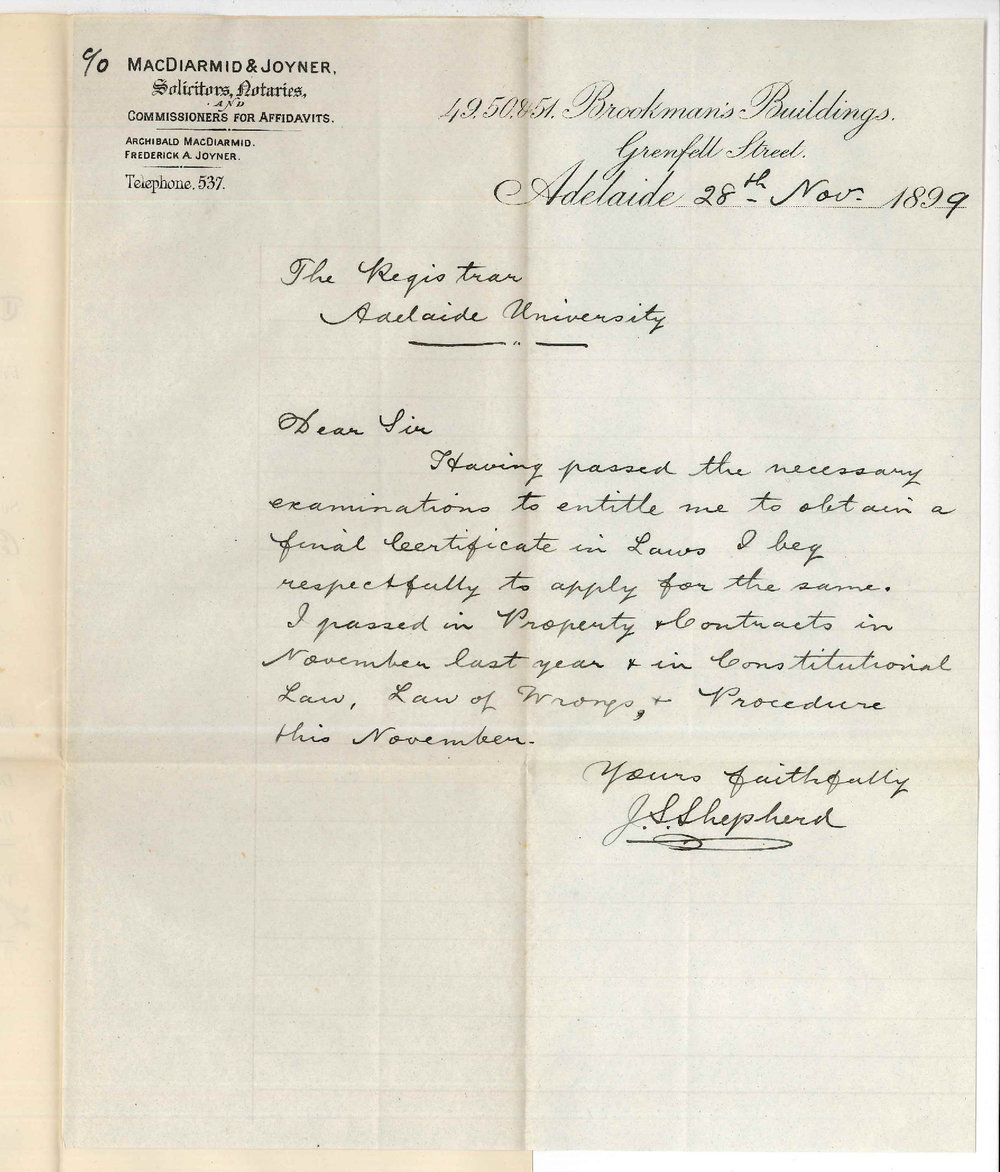 c/o MacDiarmid & Joyner,
Solicitors, Notaries,
AND
Commissioners for Affidavits.
Archibald MacDiarmid.
Frederick A. Joyner.
Telephone. 537.
49. 50. & 51. Brookman's Buildings.
Grenfell Street.
Adelaide 28th Nov. 1899
The Registrar
Adelaide University
Dear Sir
Having passed the necessary
examinations to entitle me to obtain a
final Certificate in Laws I beg
respectfully to apply for the same.
I passed in Property & Contracts in
November last year & in Constitutional
Law, Law of Wrongs, & Procedure
this November.
Yours faithfully
J. S. Shepherd